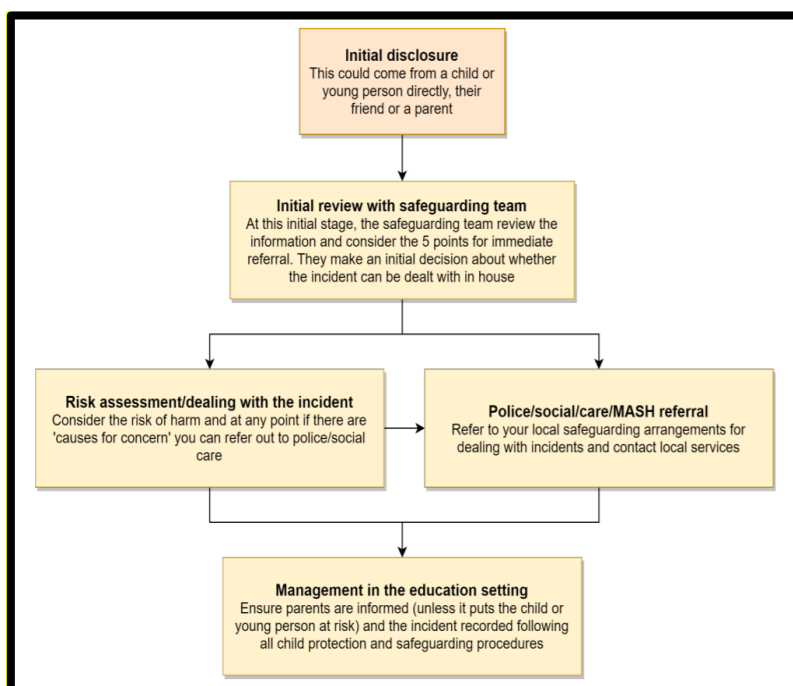 Initial disclosure
This could come from a child or
young person directly, their
friend or a parent
Initial review with safeguarding team
At this initial stage, the safeguarding team review the
information and consider the 5 points for immediate
referral. They make an initial decision about whether
the incident can be dealt with in house
Risk assessment/dealing with the incident
Consider the risk of harm and at any point if there are
'causes for concern' you can refer out to police/social
care
Police/social/care/MASH referral
Refer to your local safeguarding arrangements for
dealing with incidents and contact local services
Management in the education setting
Ensure parents are informed (unless it puts the child or
young person at risk) and the incident recorded following
all child protection and safeguarding procedures